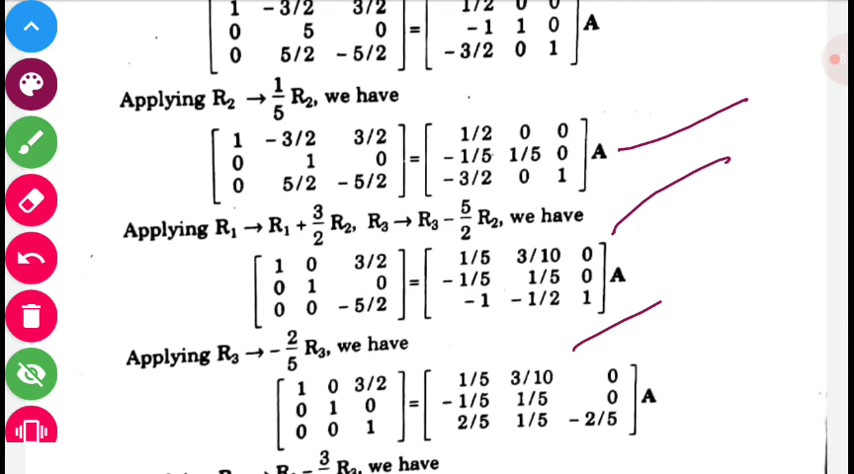 [ 1 - 3/2 3/2 ] [ 1/2 0 0 ]
[ 0 5 0 ] = [ - 1 1 0 ] A
[ 0 5/2 - 5/2 ] [ - 3/2 0 1 ]
Applying R₂ → 1/5 R₂, we have
[ 1 - 3/2 3/2 ] [ 1/2 0 0 ]
[ 0 1 0 ] = [ - 1/5 1/5 0 ] A
[ 0 5/2 - 5/2 ] [ - 3/2 0 1 ]
Applying R₁ → R₁ + 3/2 R₂, R₃ → R₃ - 5/2 R₂, we have
[ 1 0 3/2 ] [ 1/5 3/10 0 ]
[ 0 1 0 ] = [ - 1/5 1/5 0 ] A
[ 0 0 - 5/2 ] [ - 1 - 1/2 1 ]
Applying R₃ → - 2/5 R₃, we have
[ 1 0 3/2 ] [ 1/5 3/10 0 ]
[ 0 1 0 ] = [ - 1/5 1/5 0 ] A
[ 0 0 1 ] [ 2/5 1/5 - 2/5 ]
→ R₁ - 3 R₃, we have